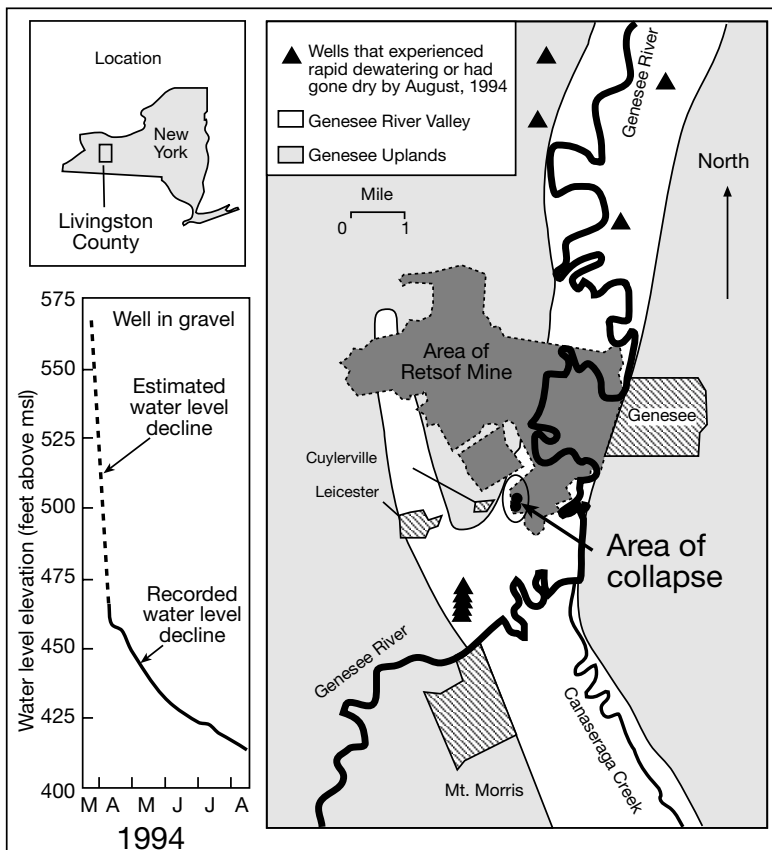 Location
New
York
Livingston
County
Wells that experienced
rapid dewatering or had
gone dry by August, 1994
Genesee River Valley
Genesee Uplands
Mile
0 1
North
Genesee River
Area of
Retsof Mine
Genesee
Cuylerville
Leicester
Area of
collapse
Genesee River
Mt. Morris
Canaseraga Creek
Well in gravel
Estimated
water level
decline
Recorded
water level
decline
Water level elevation (feet above msl)
575
550
525
500
475
450
425
400
M A M J J A
1994